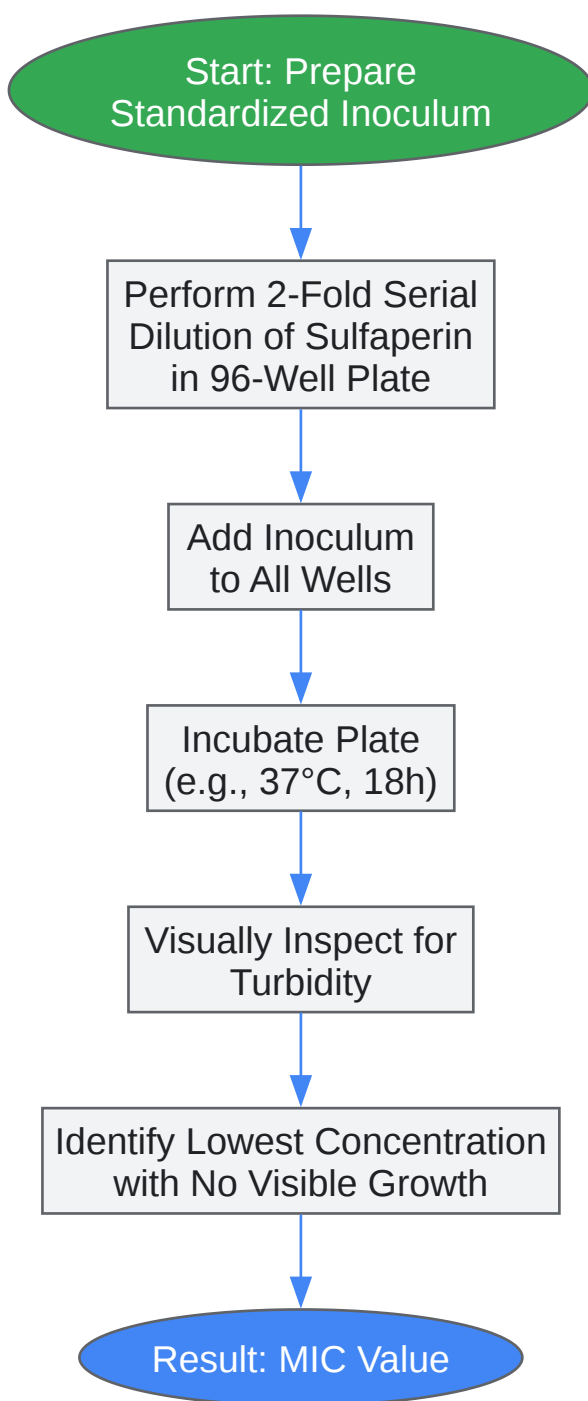 Start: Prepare
Standardized Inoculum
Perform 2-Fold Serial
Dilution of Sulfaperin
in 96-Well Plate
Add Inoculum
to All Wells
Incubate Plate
(e.g., 37°C, 18h)
Visually Inspect for
Turbidity
Identify Lowest Concentration
with No Visible Growth
Result: MIC Value